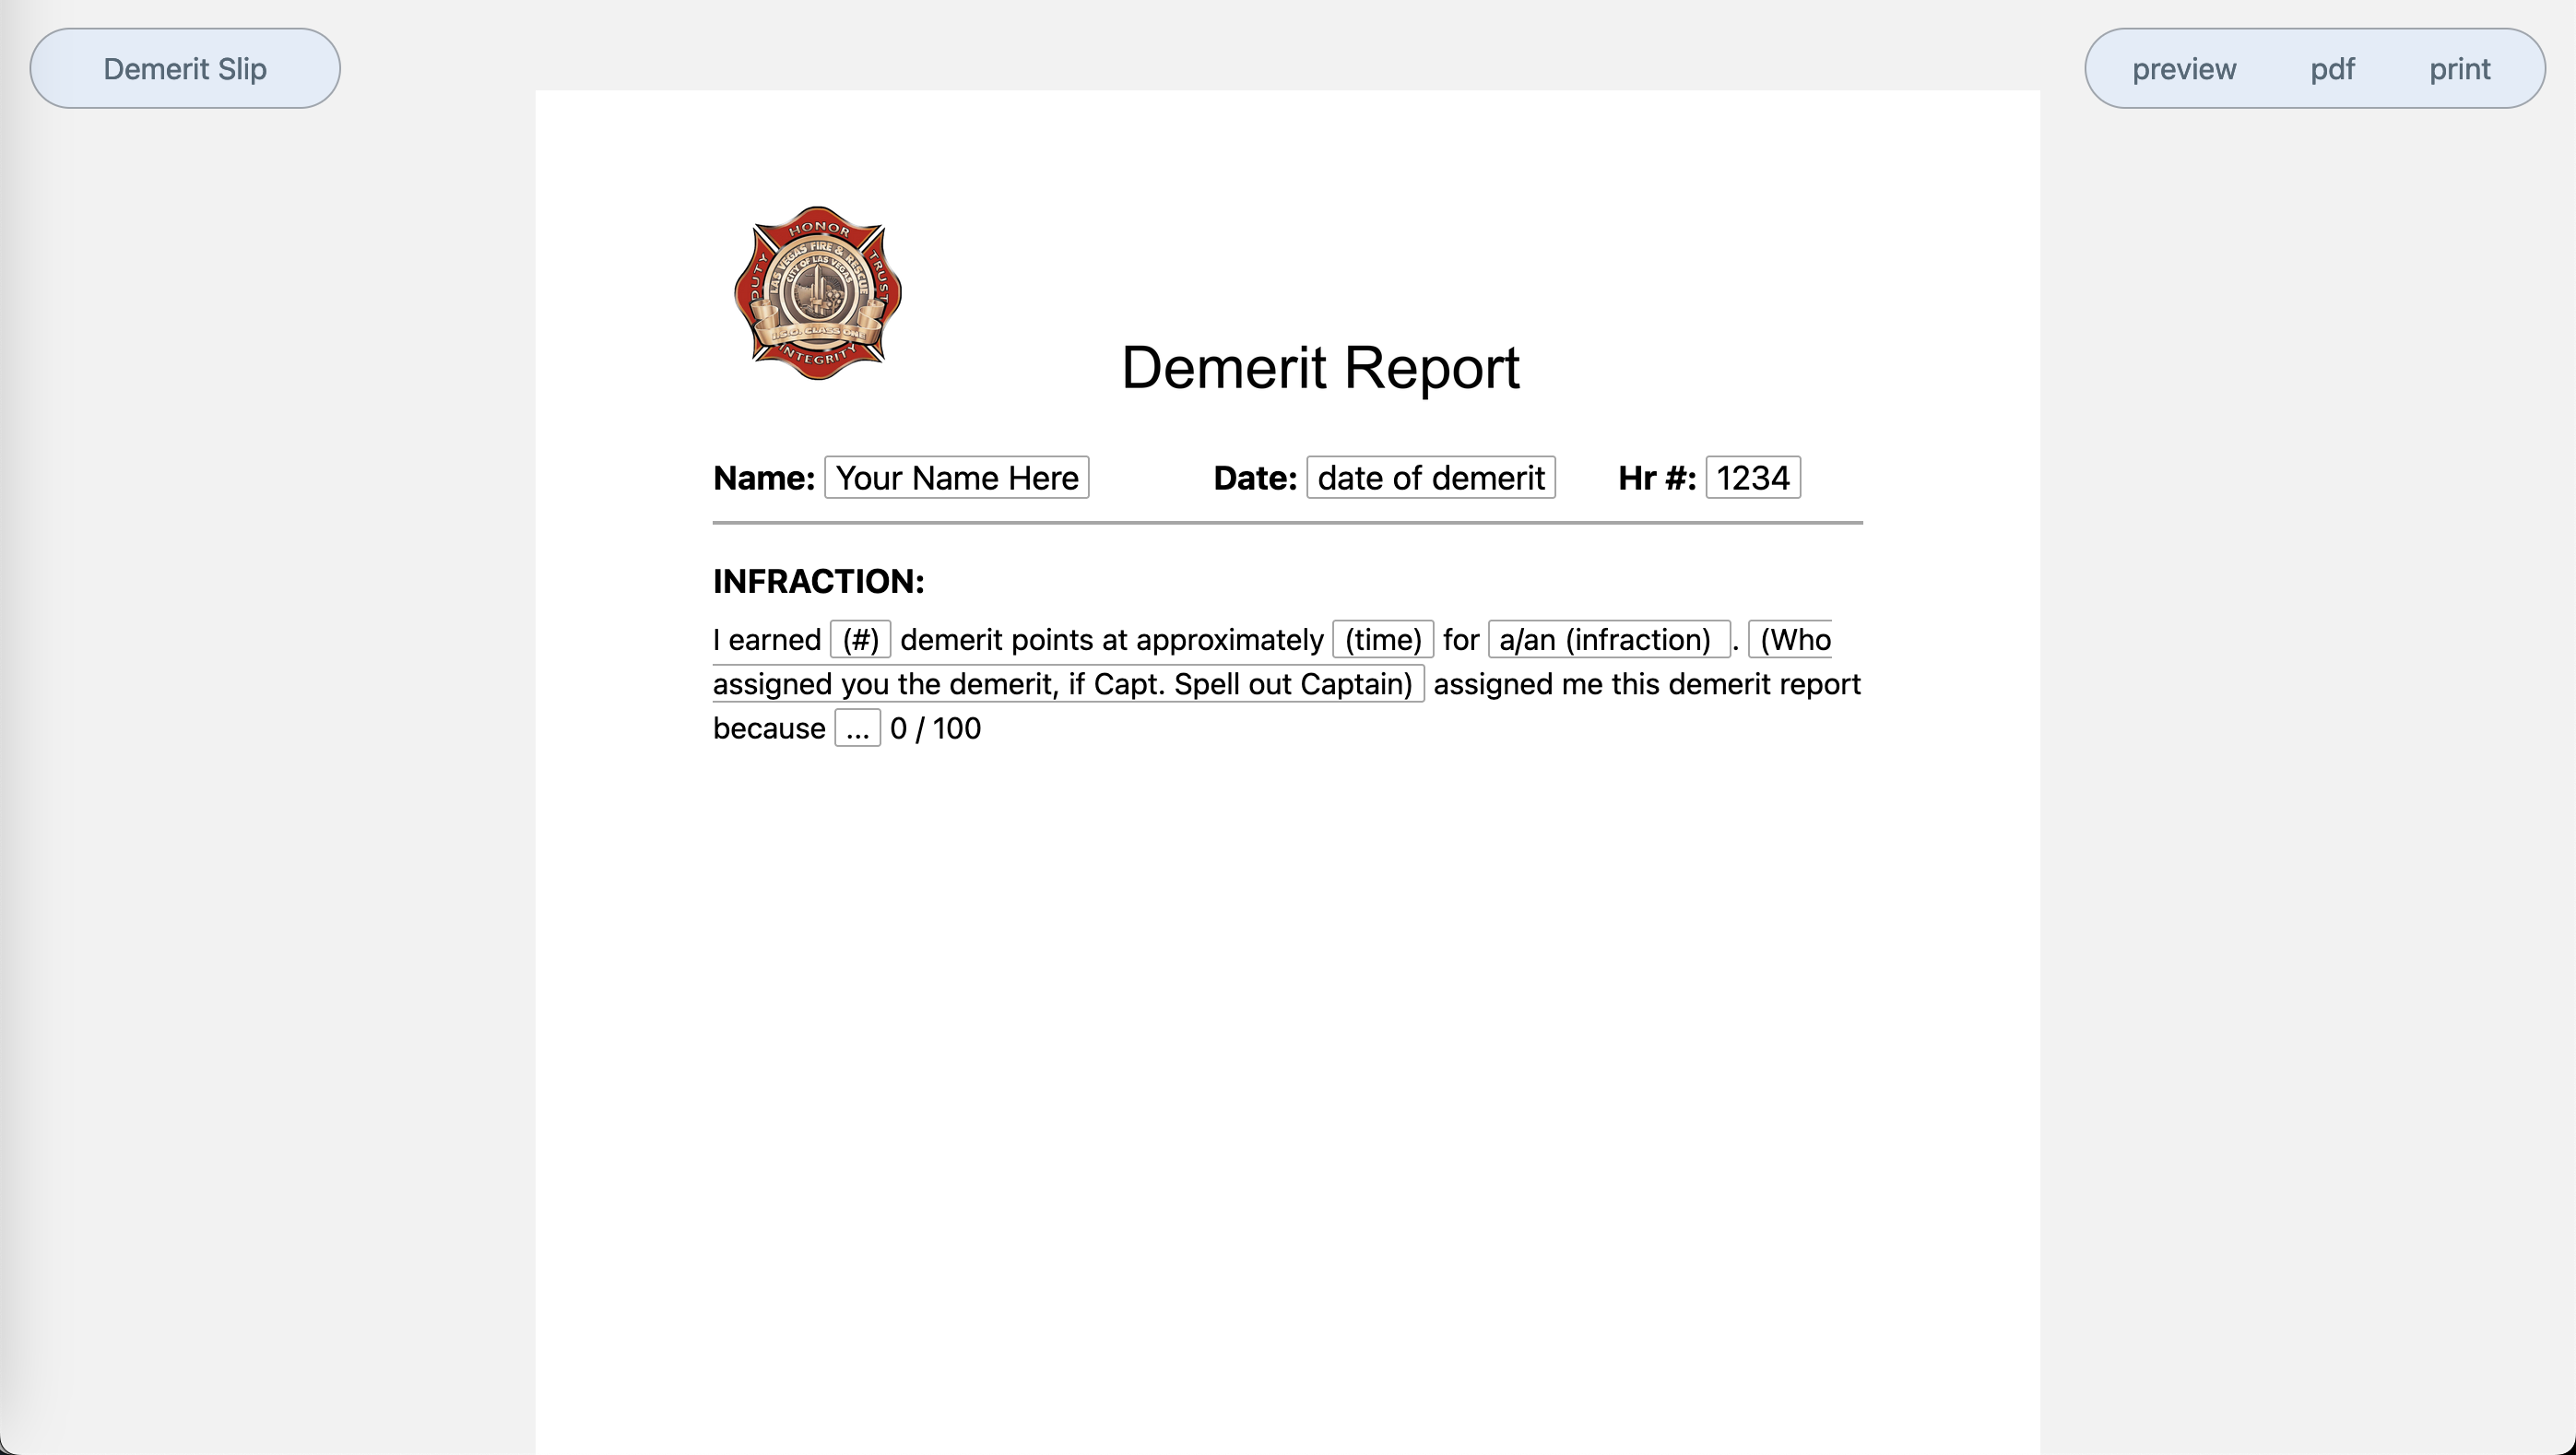 Demerit Slip
preview pdf print
HONOR
DUTY
TRUST
LAS VEGAS FIRE & RESCUE
CITY OF LAS VEGAS
I.S.O. CLASS ONE
INTEGRITY
Demerit Report
Name: Your Name Here Date: date of demerit Hr #: 1234
INFRACTION:
I earned (#) demerit points at approximately (time) for a/an (infraction) . (Who
assigned you the demerit, if Capt. Spell out Captain) assigned me this demerit report
because ... 0 / 100